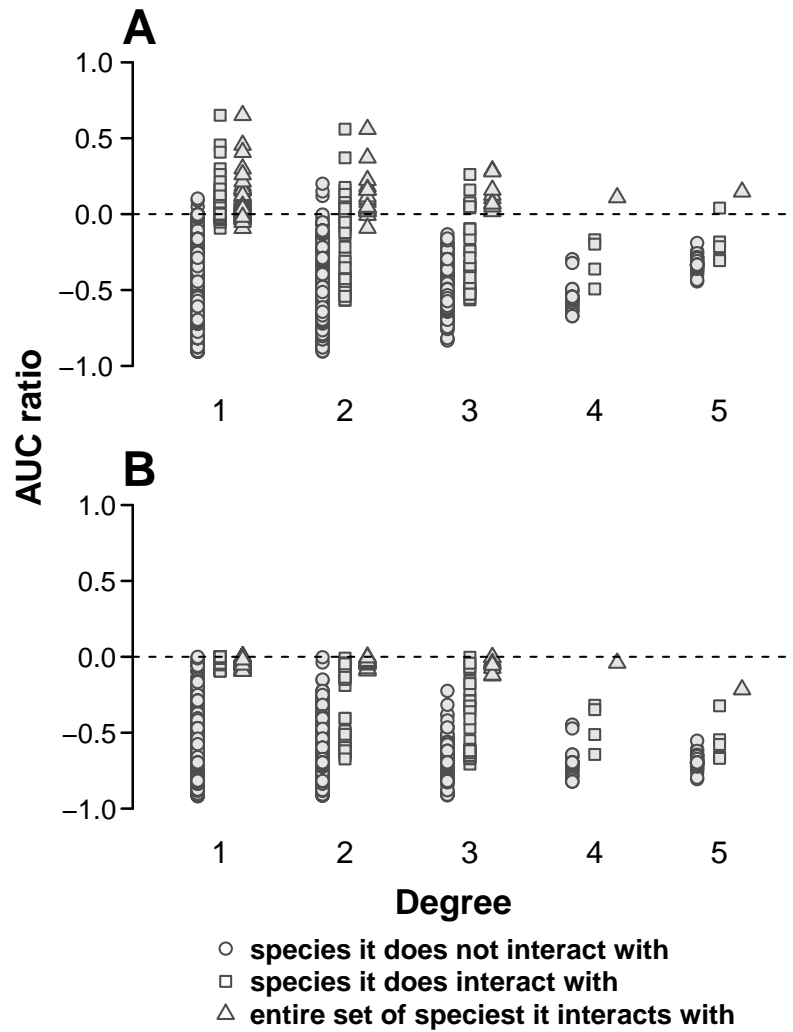 A
1.0
0.5
0.0
−0.5
−1.0
1 2 3 4 5
AUC ratio
B
1.0
0.5
0.0
−0.5
−1.0
1 2 3 4 5
Degree
species it does not interact with
species it does interact with
entire set of speciest it interacts with